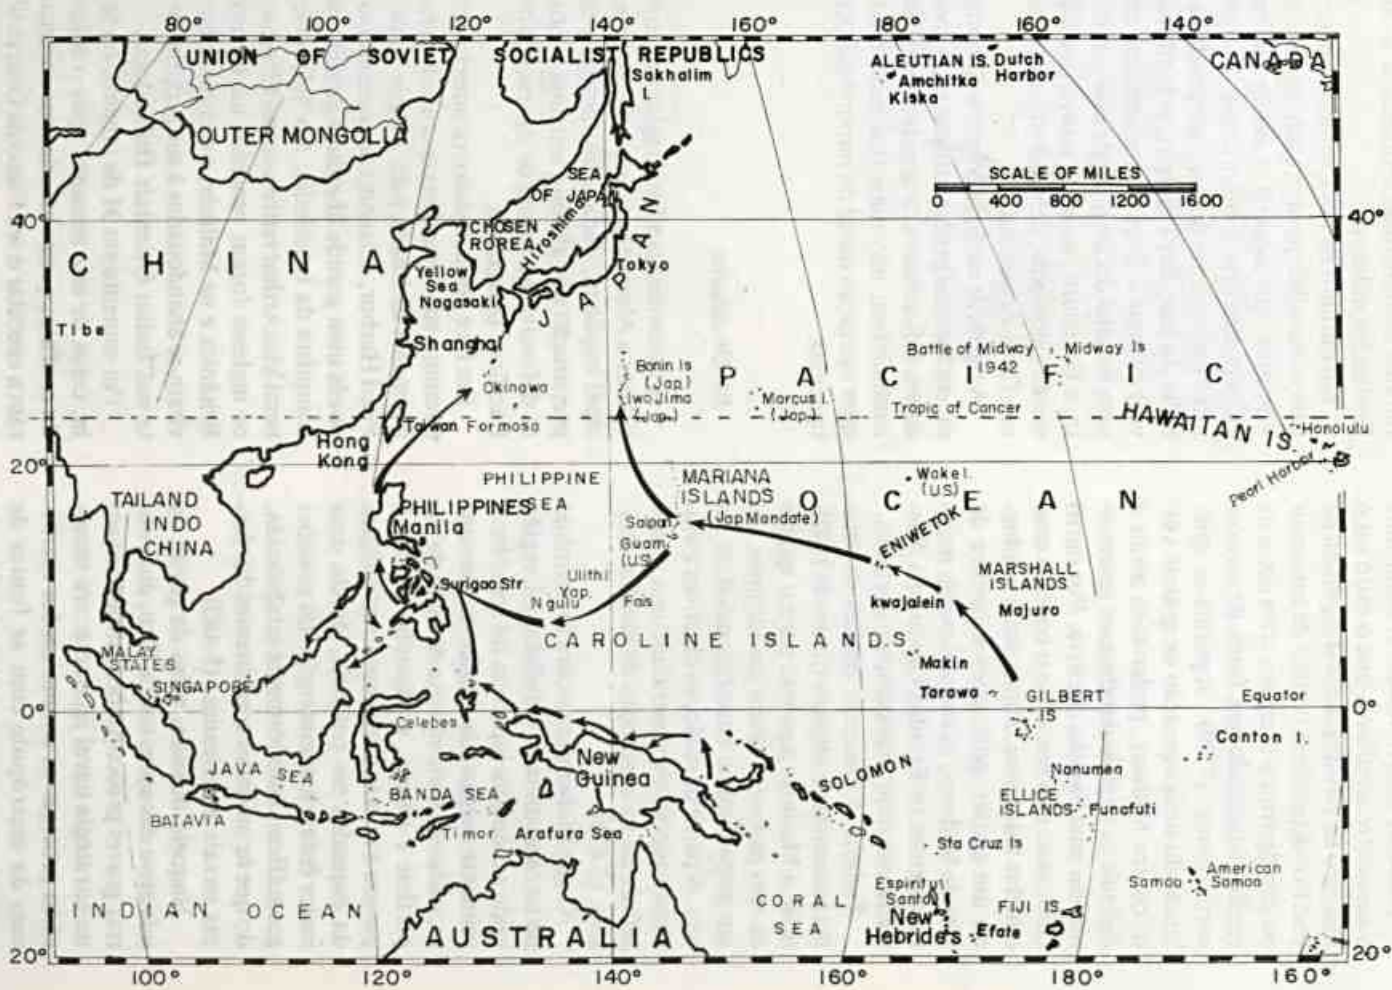 80° 100° 120° 140° 160° 180° 160° 140°
UNION OF SOVIET SOCIALIST REPUBLICS
Sakhalim
I.
ALEUTIAN IS.
Dutch
Harbor
Amchitka
Kiska
CANADA
OUTER MONGOLIA
SCALE OF MILES
0 400 800 1200 1600
SEA
OF JAPAN
40°
40°
CHOSEN
ROREA
Hiroshima
JAPAN
Tokyo
CHINA
Yellow
Sea
Nagasaki
Tibe
Shanghai
Okinawa
Bonin Is
(Jap)
Iwo Jima
(Jap.)
Marcus I.
(Jap)
Battle of Midway
1942
Midway Is
PACIFIC
Tropic of Cancer
HAWAITAN IS.
Honolulu
Pearl Harbor
Taiwan Formosa
Hong
Kong
20°
20°
PHILIPPINE
SEA
MARIANA
ISLANDS
(Jap Mandate)
Wake I.
(US)
OCEAN
TAILAND
INDO
CHINA
PHILIPPINES
Manila
Saipan
Guam
(US)
ENIWETOK
MARSHALL
ISLANDS
Surigao Str
Ulithi
Yap.
Ngulu
Fais
kwajalein
Majuro
CAROLINE ISLANDS
MALAY
STATES
SINGAPORE
Makin
Tarawa
GILBERT
IS
Equator
0°
0°
Celebes
Canton I.
New
Guinea
SOLOMON
Nanumea
JAVA SEA
BANDA SEA
ELLICE
ISLANDS
Funafuti
BATAVIA
Timor
Arafura Sea
Sta Cruz Is
Samoa
American
Samoa
Espiritu
Santo
New
Hebride's
Efate
FIJI IS.
INDIAN OCEAN
CORAL
SEA
AUSTRALIA
20°
20°
100° 120° 140° 160° 180° 160°